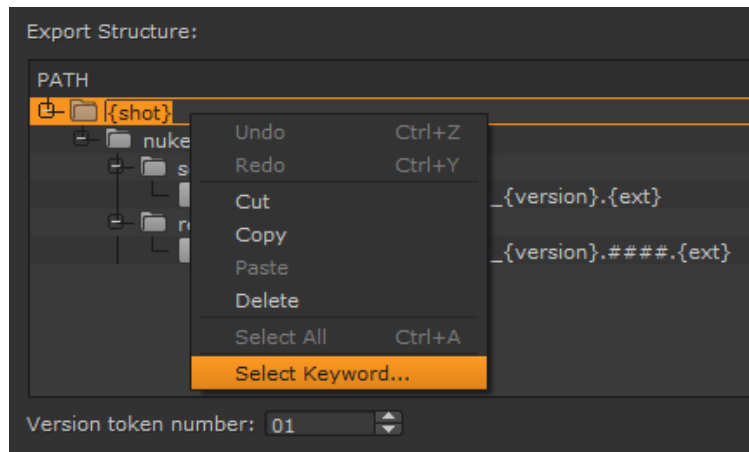 Export Structure:
PATH
{shot}
Undo Ctrl+Z
nuke
Redo Ctrl+Y
Cut
_{version}.{ext}
Copy
_{version}.####.{ext}
Paste
Delete
Select All Ctrl+A
Select Keyword...
Version token number: 01